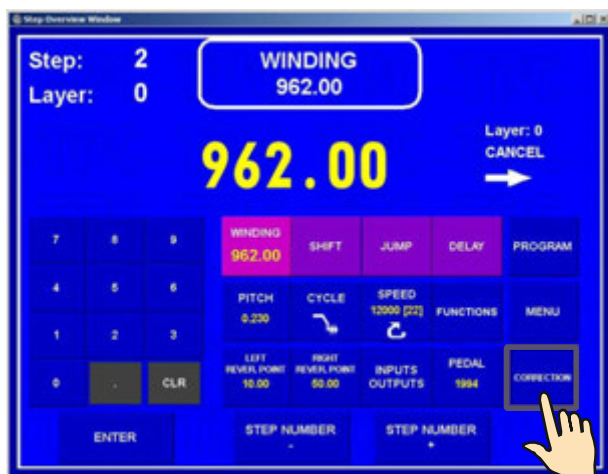 Step Overview Window
Step: 2
Layer: 0
WINDING
962.00
962.00
Layer: 0
CANCEL
7 8 9
4 5 6
1 2 3
0 . CLR
ENTER
WINDING
962.00
SHIFT
JUMP
DELAY
PROGRAM
PITCH
0.230
CYCLE
SPEED
12000 [22]
FUNCTIONS
MENU
LEFT
REVER. POINT
10.00
RIGHT
REVER. POINT
60.00
INPUTS
OUTPUTS
PEDAL
1994
CORRECTION
STEP NUMBER
-
STEP NUMBER
+